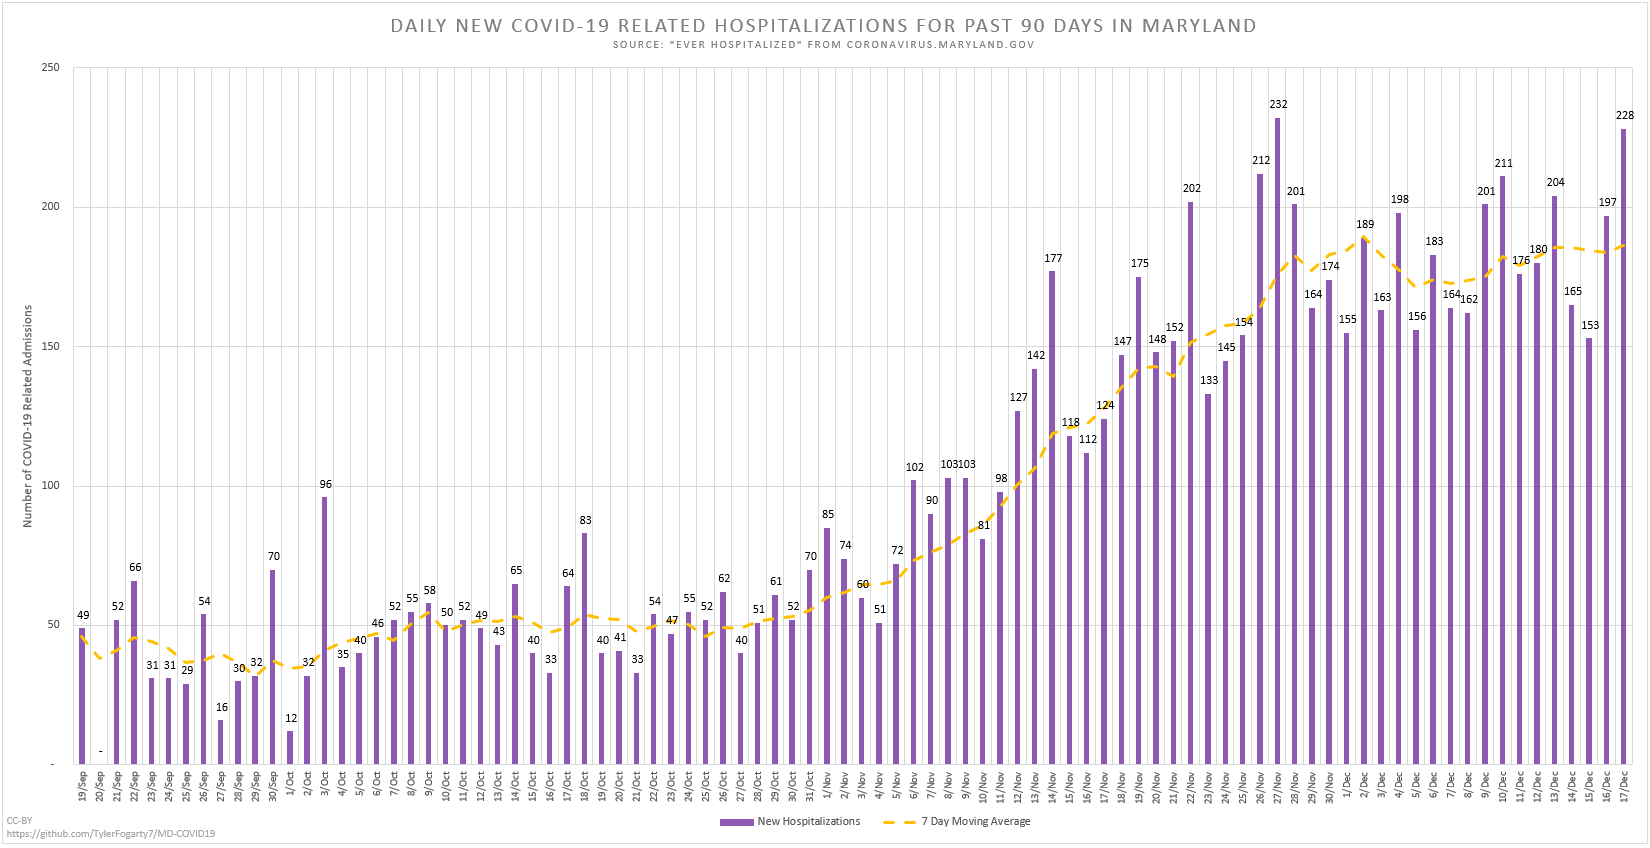 DAILY NEW COVID-19 RELATED HOSPITALIZATIONS FOR PAST 90 DAYS IN MARYLAND
SOURCE: "EVER HOSPITALIZED" FROM CORONAVIRUS.MARYLAND.GOV
Number of COVID-19 Related Admissions
250
200
150
100
50
-
49
-
52
66
31
31
29
54
16
30
32
70
12
32
96
35
40
46
52
55
58
50
52
49
43
65
40
33
64
83
40
41
33
54
47
55
52
62
40
51
61
52
70
85
74
60
51
72
102
90
103
103
81
98
127
142
177
118
112
124
147
175
148
152
202
133
145
154
212
232
201
164
174
155
189
163
198
156
183
164
162
201
211
176
180
204
165
153
197
228
19/Sep
20/Sep
21/Sep
22/Sep
23/Sep
24/Sep
25/Sep
26/Sep
27/Sep
28/Sep
29/Sep
30/Sep
1/Oct
2/Oct
3/Oct
4/Oct
5/Oct
6/Oct
7/Oct
8/Oct
9/Oct
10/Oct
11/Oct
12/Oct
13/Oct
14/Oct
15/Oct
16/Oct
17/Oct
18/Oct
19/Oct
20/Oct
21/Oct
22/Oct
23/Oct
24/Oct
25/Oct
26/Oct
27/Oct
28/Oct
29/Oct
30/Oct
31/Oct
1/Nov
2/Nov
3/Nov
4/Nov
5/Nov
6/Nov
7/Nov
8/Nov
9/Nov
10/Nov
11/Nov
12/Nov
13/Nov
14/Nov
15/Nov
16/Nov
17/Nov
18/Nov
19/Nov
20/Nov
21/Nov
22/Nov
23/Nov
24/Nov
25/Nov
26/Nov
27/Nov
28/Nov
29/Nov
30/Nov
1/Dec
2/Dec
3/Dec
4/Dec
5/Dec
6/Dec
7/Dec
8/Dec
9/Dec
10/Dec
11/Dec
12/Dec
13/Dec
14/Dec
15/Dec
16/Dec
17/Dec
New Hospitalizations
7 Day Moving Average
CC-BY
https://github.com/TylerFogarty7/MD-COVID19